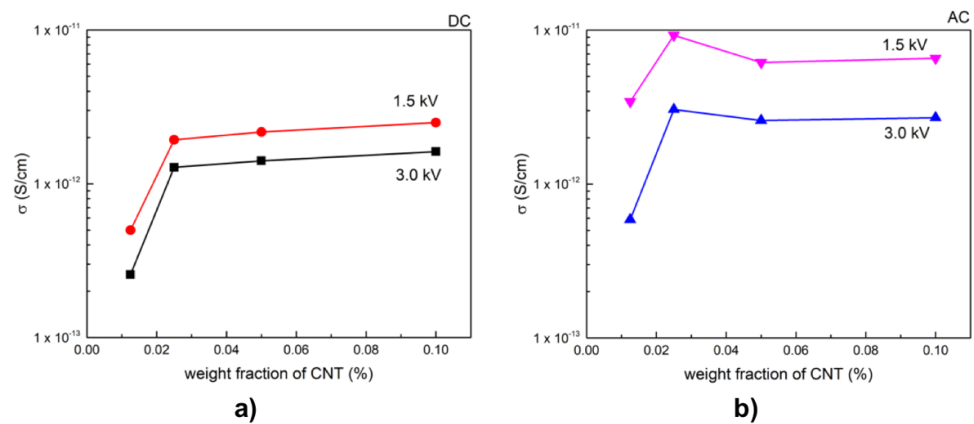 DC
1 x 10⁻¹¹
1.5 kV
3.0 kV
1 x 10⁻¹²
1 x 10⁻¹³
σ (S/cm)
0.00 0.02 0.04 0.06 0.08 0.10
weight fraction of CNT (%)
a)
AC
1 x 10⁻¹¹
1.5 kV
3.0 kV
1 x 10⁻¹²
1 x 10⁻¹³
σ (S/cm)
0.00 0.02 0.04 0.06 0.08 0.10
weight fraction of CNT (%)
b)